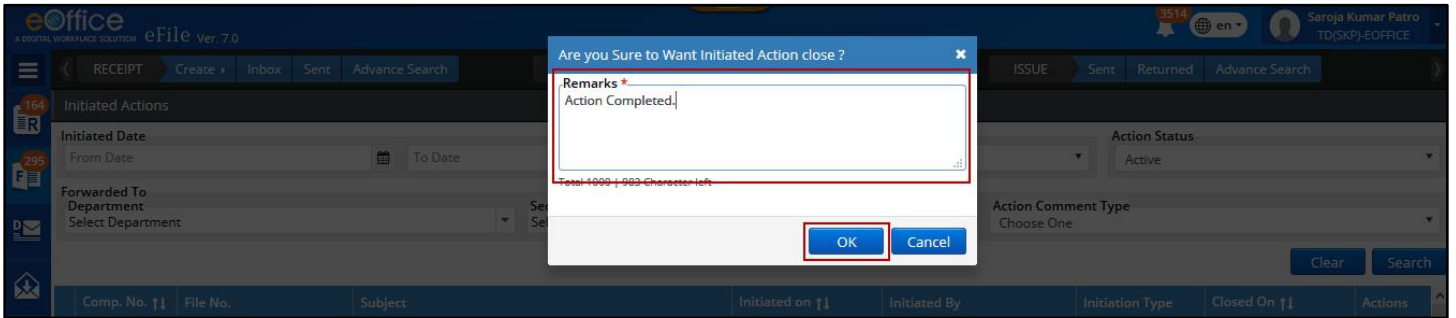 eOffice
A DIGITAL WORKPLACE SOLUTION eFile Ver. 7.0
3514 en Saroja Kumar Patro
TD(SKP)-EOFFICE
RECEIPT Create Inbox Sent Advance Search ISSUE Sent Returned Advance Search
Are you Sure to Want Initiated Action close ?
Remarks *
Action Completed.
Total 1000 | 983 Character left
OK Cancel
164
R
295
F
D
Initiated Actions
Initiated Date Action Status
From Date To Date Active
Forwarded To
Department Action Comment Type
Select Department Choose One
Clear Search
Comp. No. File No. Subject Initiated on Initiated By Initiation Type Closed On Actions